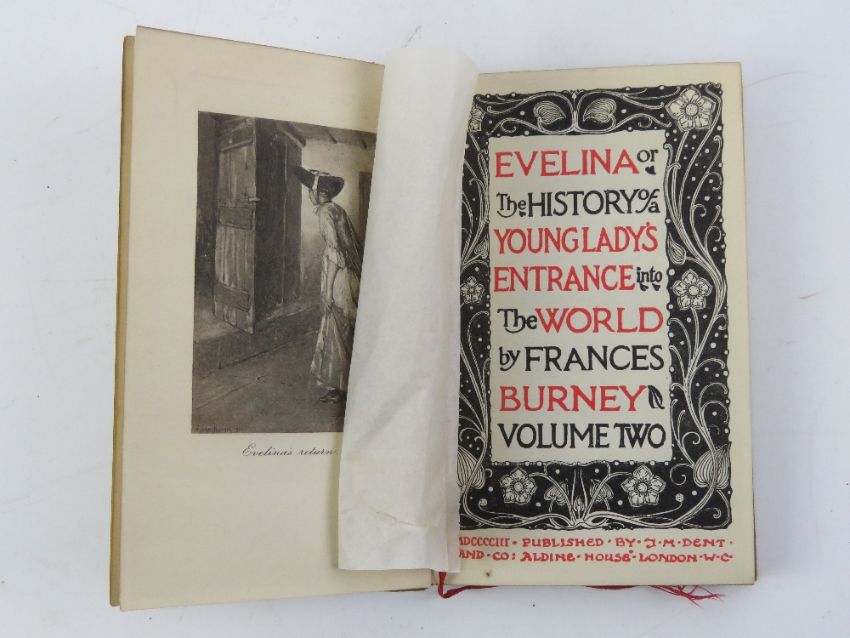 Evelina's return.
EVELINA or
The HISTORY of a
YOUNG LADY'S
ENTRANCE into
The WORLD
by FRANCES
BURNEY
VOLUME TWO
MDCCCCIII · PUBLISHED · BY · J · M · DENT ·
AND · CO: ALDINE · HOUSE · LONDON · W · C ·